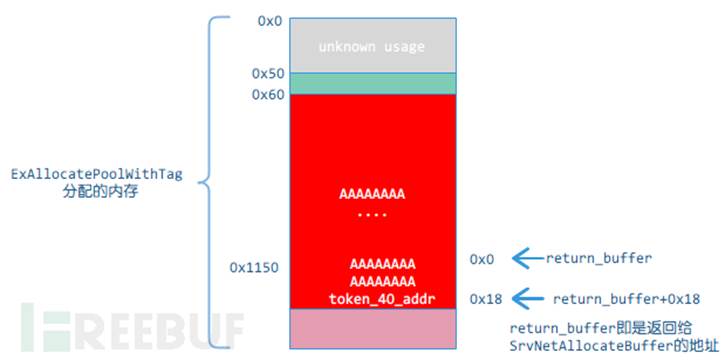 0x0
unknown usage
0x50
0x60
ExAllocatePoolWithTag
分配的内存
AAAAAAAA
....
0x1150
AAAAAAAA
AAAAAAAA
token_40_addr
0x0
return_buffer
0x18
return_buffer+0x18
return_buffer即是返回给
SrvNetAllocateBuffer的地址
FREEBUF